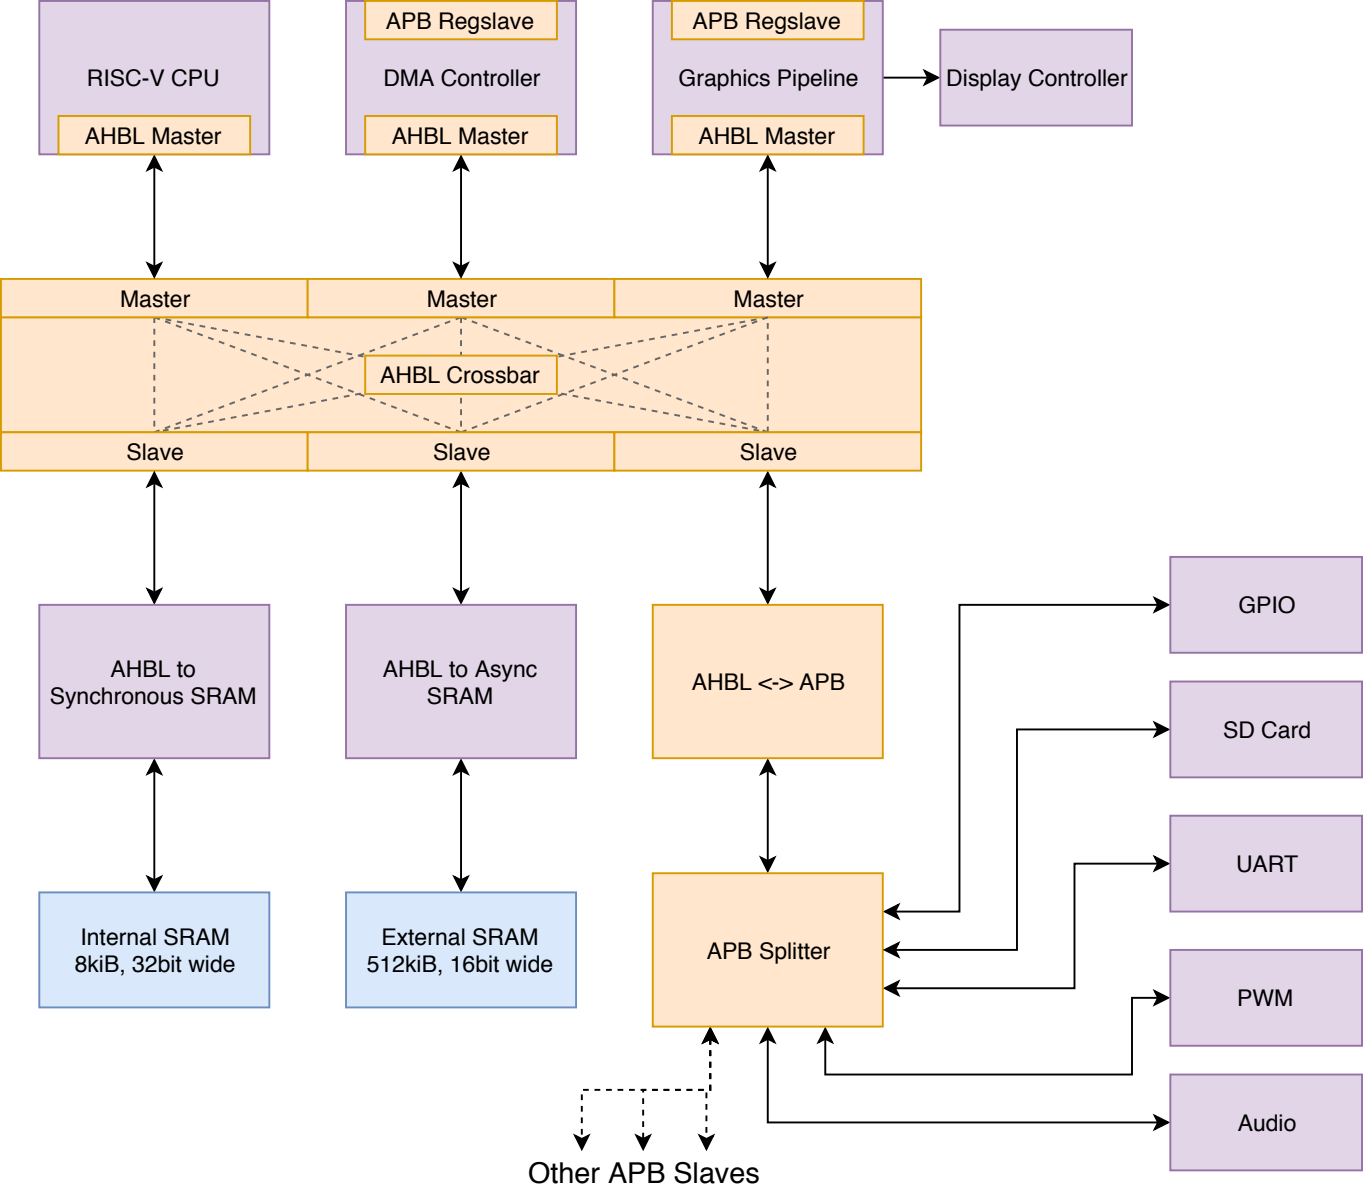 APB Regslave
APB Regslave
RISC-V CPU
DMA Controller
Graphics Pipeline
Display Controller
AHBL Master
AHBL Master
AHBL Master
Master
Master
Master
AHBL Crossbar
Slave
Slave
Slave
AHBL to
Synchronous SRAM
AHBL to Async
SRAM
AHBL <-> APB
GPIO
SD Card
UART
Internal SRAM
8kiB, 32bit wide
External SRAM
512kiB, 16bit wide
APB Splitter
PWM
Audio
Other APB Slaves